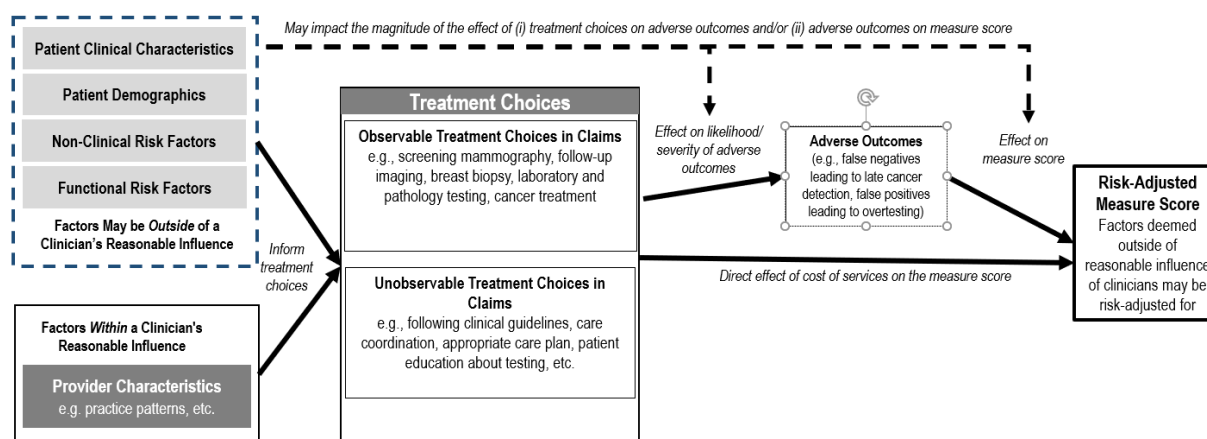 May impact the magnitude of the effect of (i) treatment choices on adverse outcomes and/or (ii) adverse outcomes on measure score
Patient Clinical Characteristics
Patient Demographics
Non-Clinical Risk Factors
Functional Risk Factors
Factors May be Outside of a
Clinician's Reasonable Influence
Factors Within a Clinician's
Reasonable Influence
Provider Characteristics
e.g. practice patterns, etc.
Inform
treatment
choices
Treatment Choices
Observable Treatment Choices in Claims
e.g., screening mammography, follow-up
imaging, breast biopsy, laboratory and
pathology testing, cancer treatment
Unobservable Treatment Choices in
Claims
e.g., following clinical guidelines, care
coordination, appropriate care plan, patient
education about testing, etc.
Effect on likelihood/
severity of adverse
outcomes
Adverse Outcomes
(e.g., false negatives
leading to late cancer
detection, false positives
leading to overtesting)
Effect on
measure score
Direct effect of cost of services on the measure score
Risk-Adjusted
Measure Score
Factors deemed
outside of
reasonable influence
of clinicians may be
risk-adjusted for